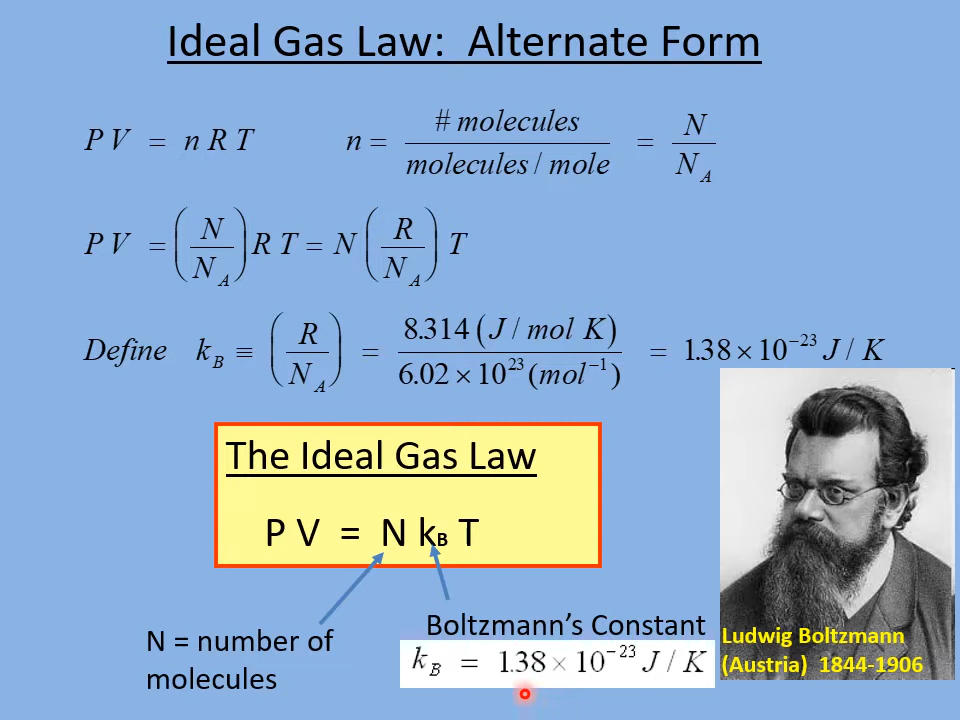 Ideal Gas Law: Alternate Form
P V = n R T n = # molecules / molecules / mole = N / N_A
P V = (N / N_A) R T = N (R / N_A) T
Define k_B ≡ (R / N_A) = 8.314 (J / mol K) / 6.02 × 10^23 (mol^−1) = 1.38 × 10^−23 J / K
The Ideal Gas Law
P V = N k_B T
N = number of
molecules
Boltzmann's Constant
k_B = 1.38 × 10^−23 J / K
Ludwig Boltzmann
(Austria) 1844-1906